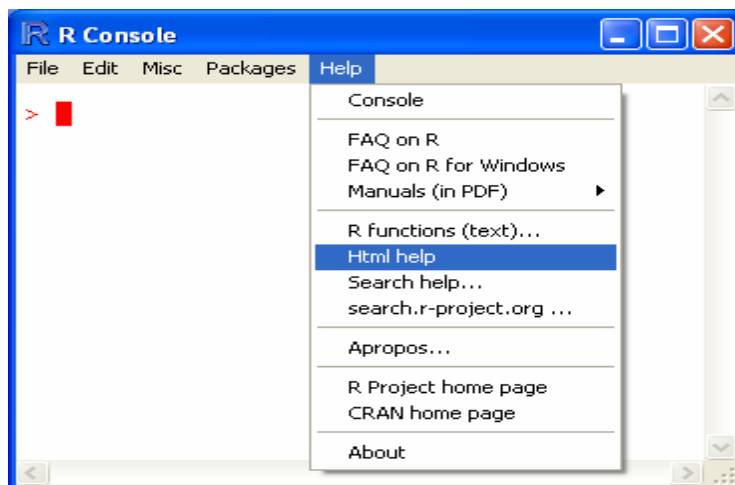 R Console
File Edit Misc Packages Help
>
Console
FAQ on R
FAQ on R for Windows
Manuals (in PDF)
R functions (text)...
Html help
Search help...
search.r-project.org ...
Apropos...
R Project home page
CRAN home page
About